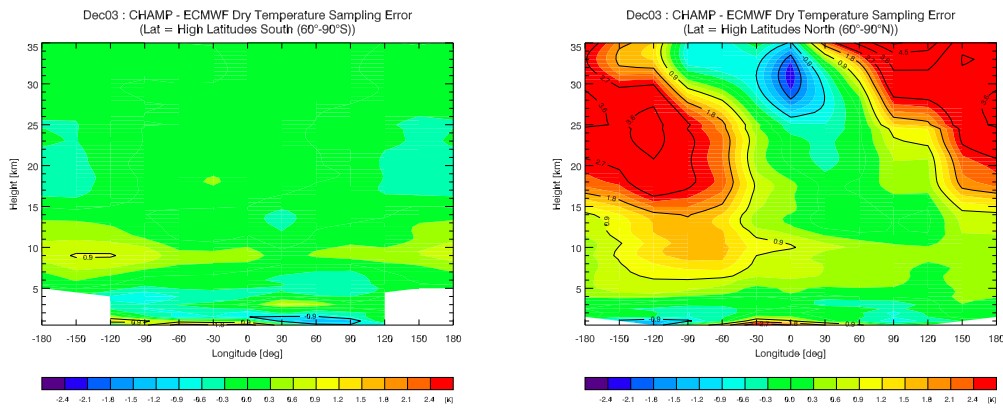 Dec03 : CHAMP - ECMWF Dry Temperature Sampling Error
(Lat = High Latitudes South (60°-90°S))
35
30
25
20
15
10
5
Height [km]
0.9
-0.9
-180 -150 -120 -90 -60 -30 0 30 60 90 120 150 180
Longitude [deg]
-2.4 -2.1 -1.8 -1.5 -1.2 -0.9 -0.6 -0.3 0.3 0.6 0.9 1.2 1.5 1.8 2.1 2.4 [K]
Dec03 : CHAMP - ECMWF Dry Temperature Sampling Error
(Lat = High Latitudes North (60°-90°N))
35
30
25
20
15
10
5
Height [km]
0.9
1.8
-0.9
0.9
1.8
2.7
1.8
0.9
0.9
-0.9
-180 -150 -120 -90 -60 -30 0 30 60 90 120 150 180
Longitude [deg]
-2.4 -2.1 -1.8 -1.5 -1.2 -0.9 -0.6 -0.3 0.3 0.6 0.9 1.2 1.5 1.8 2.1 2.4 [K]